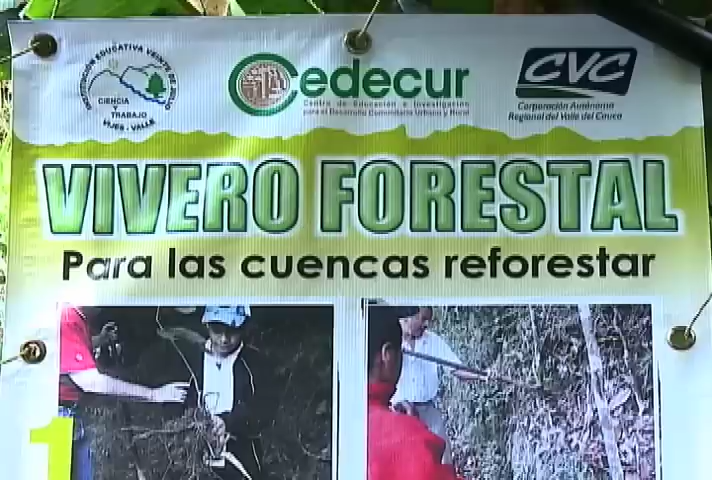 INSTITUCIÓN EDUCATIVA VEINTE DE JULIO
CIENCIA
Y
TRABAJO
VIJES - VALLE
Cedecur
Centro de Educación e Investigación
para el Desarrollo Comunitario Urbano y Rural
CVC
Corporación Autónoma
Regional del Valle del Cauca
VIVERO FORESTAL
Para las cuencas reforestar
1